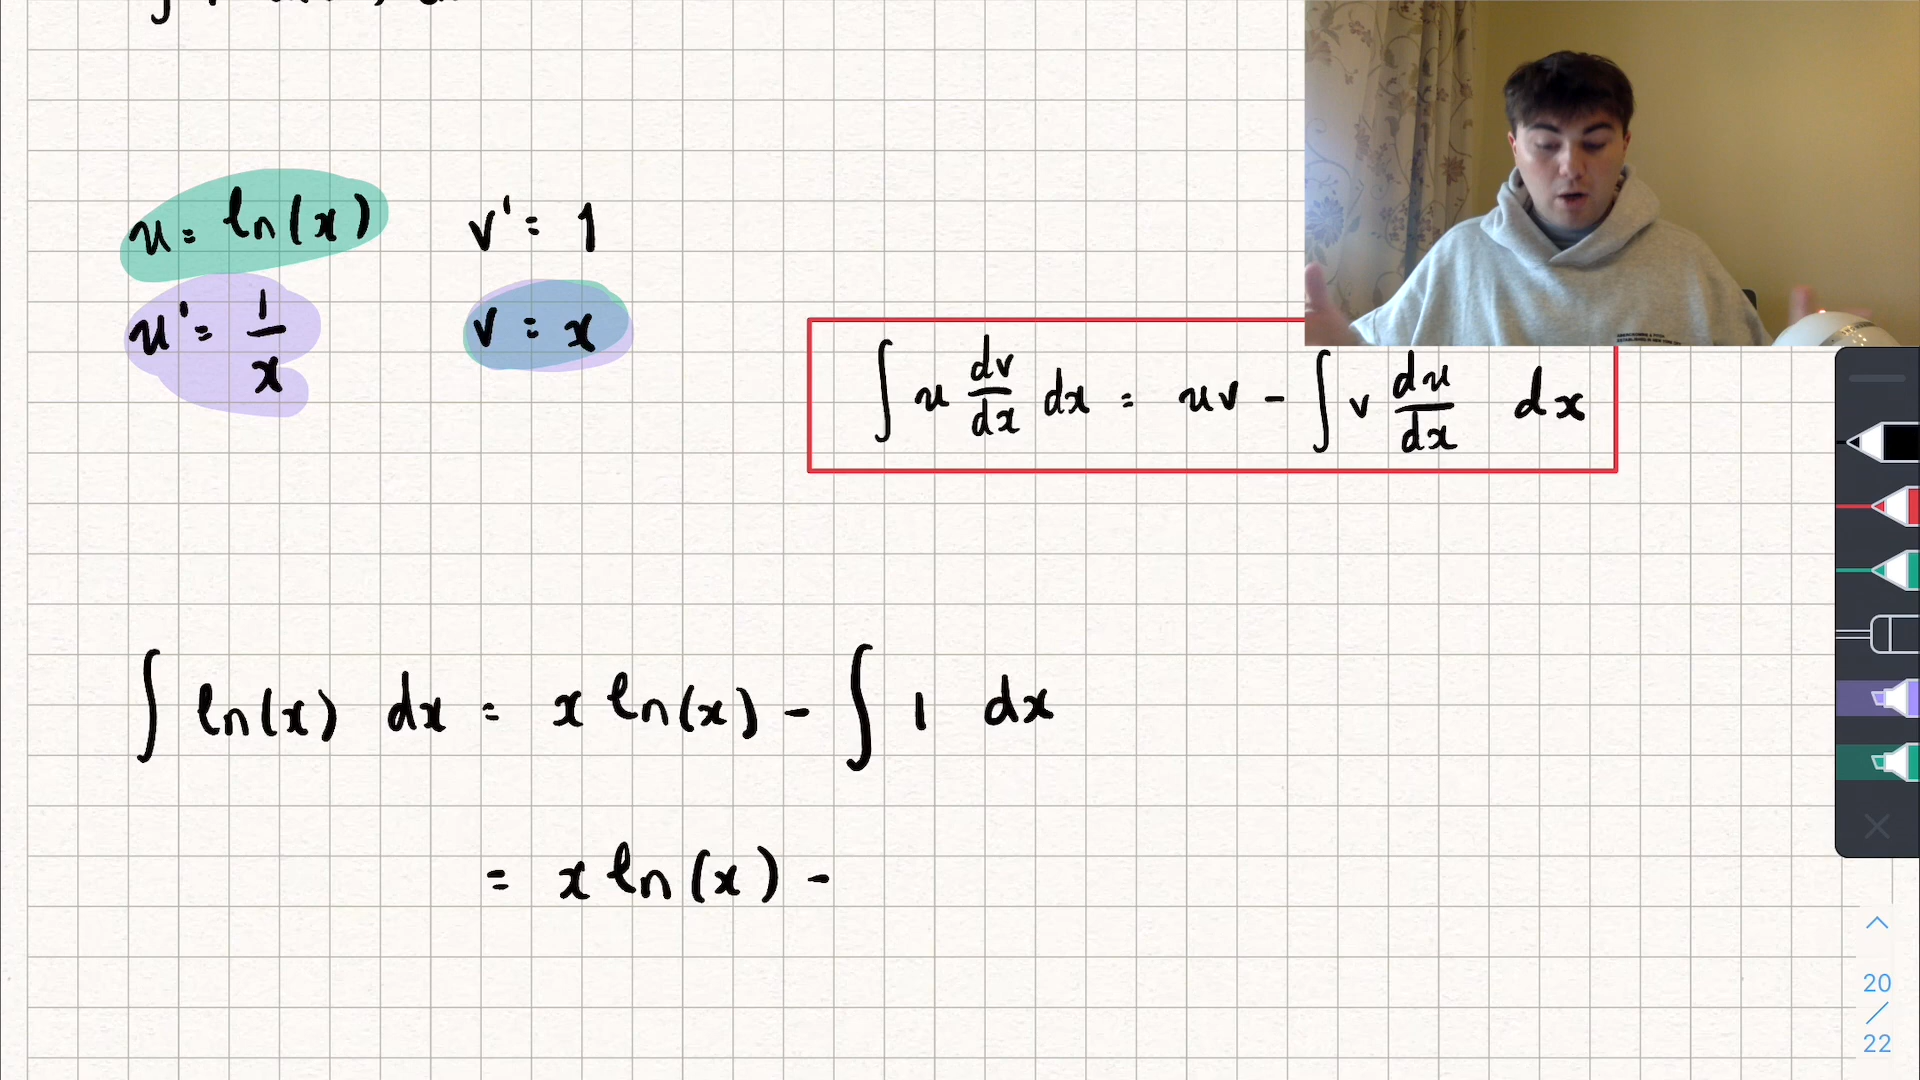 u = ln(x)   v' = 1
u' = 1/x   v = x
∫ u dv/dx dx = uv - ∫ v du/dx dx
∫ ln(x) dx = x ln(x) - ∫ 1 dx
= x ln(x) -
20
/
22